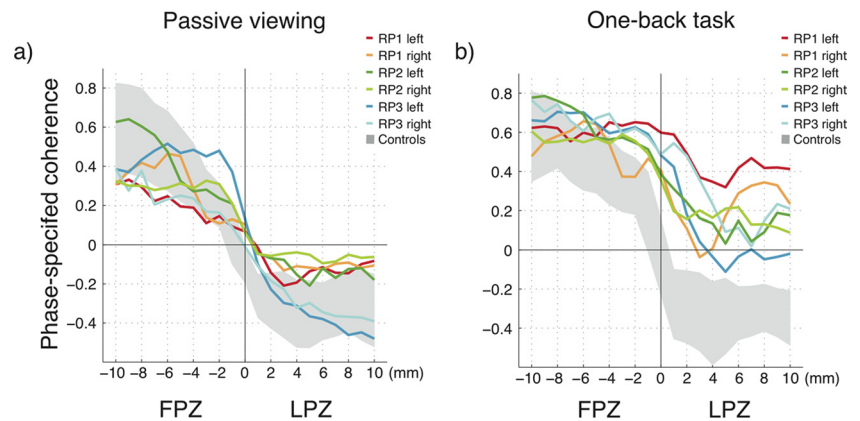 Passive viewing
One-back task
a)
RP1 left
RP1 right
RP2 left
RP2 right
RP3 left
RP3 right
Controls
Phase-specifed coherence
0.8
0.6
0.4
0.2
0
−0.2
−0.4
−10 −8 −6 −4 −2 0 2 4 6 8 10 (mm)
FPZ LPZ
b)
RP1 left
RP1 right
RP2 left
RP2 right
RP3 left
RP3 right
Controls
0.8
0.6
0.4
0.2
0
−0.2
−0.4
−10 −8 −6 −4 −2 0 2 4 6 8 10 (mm)
FPZ LPZ